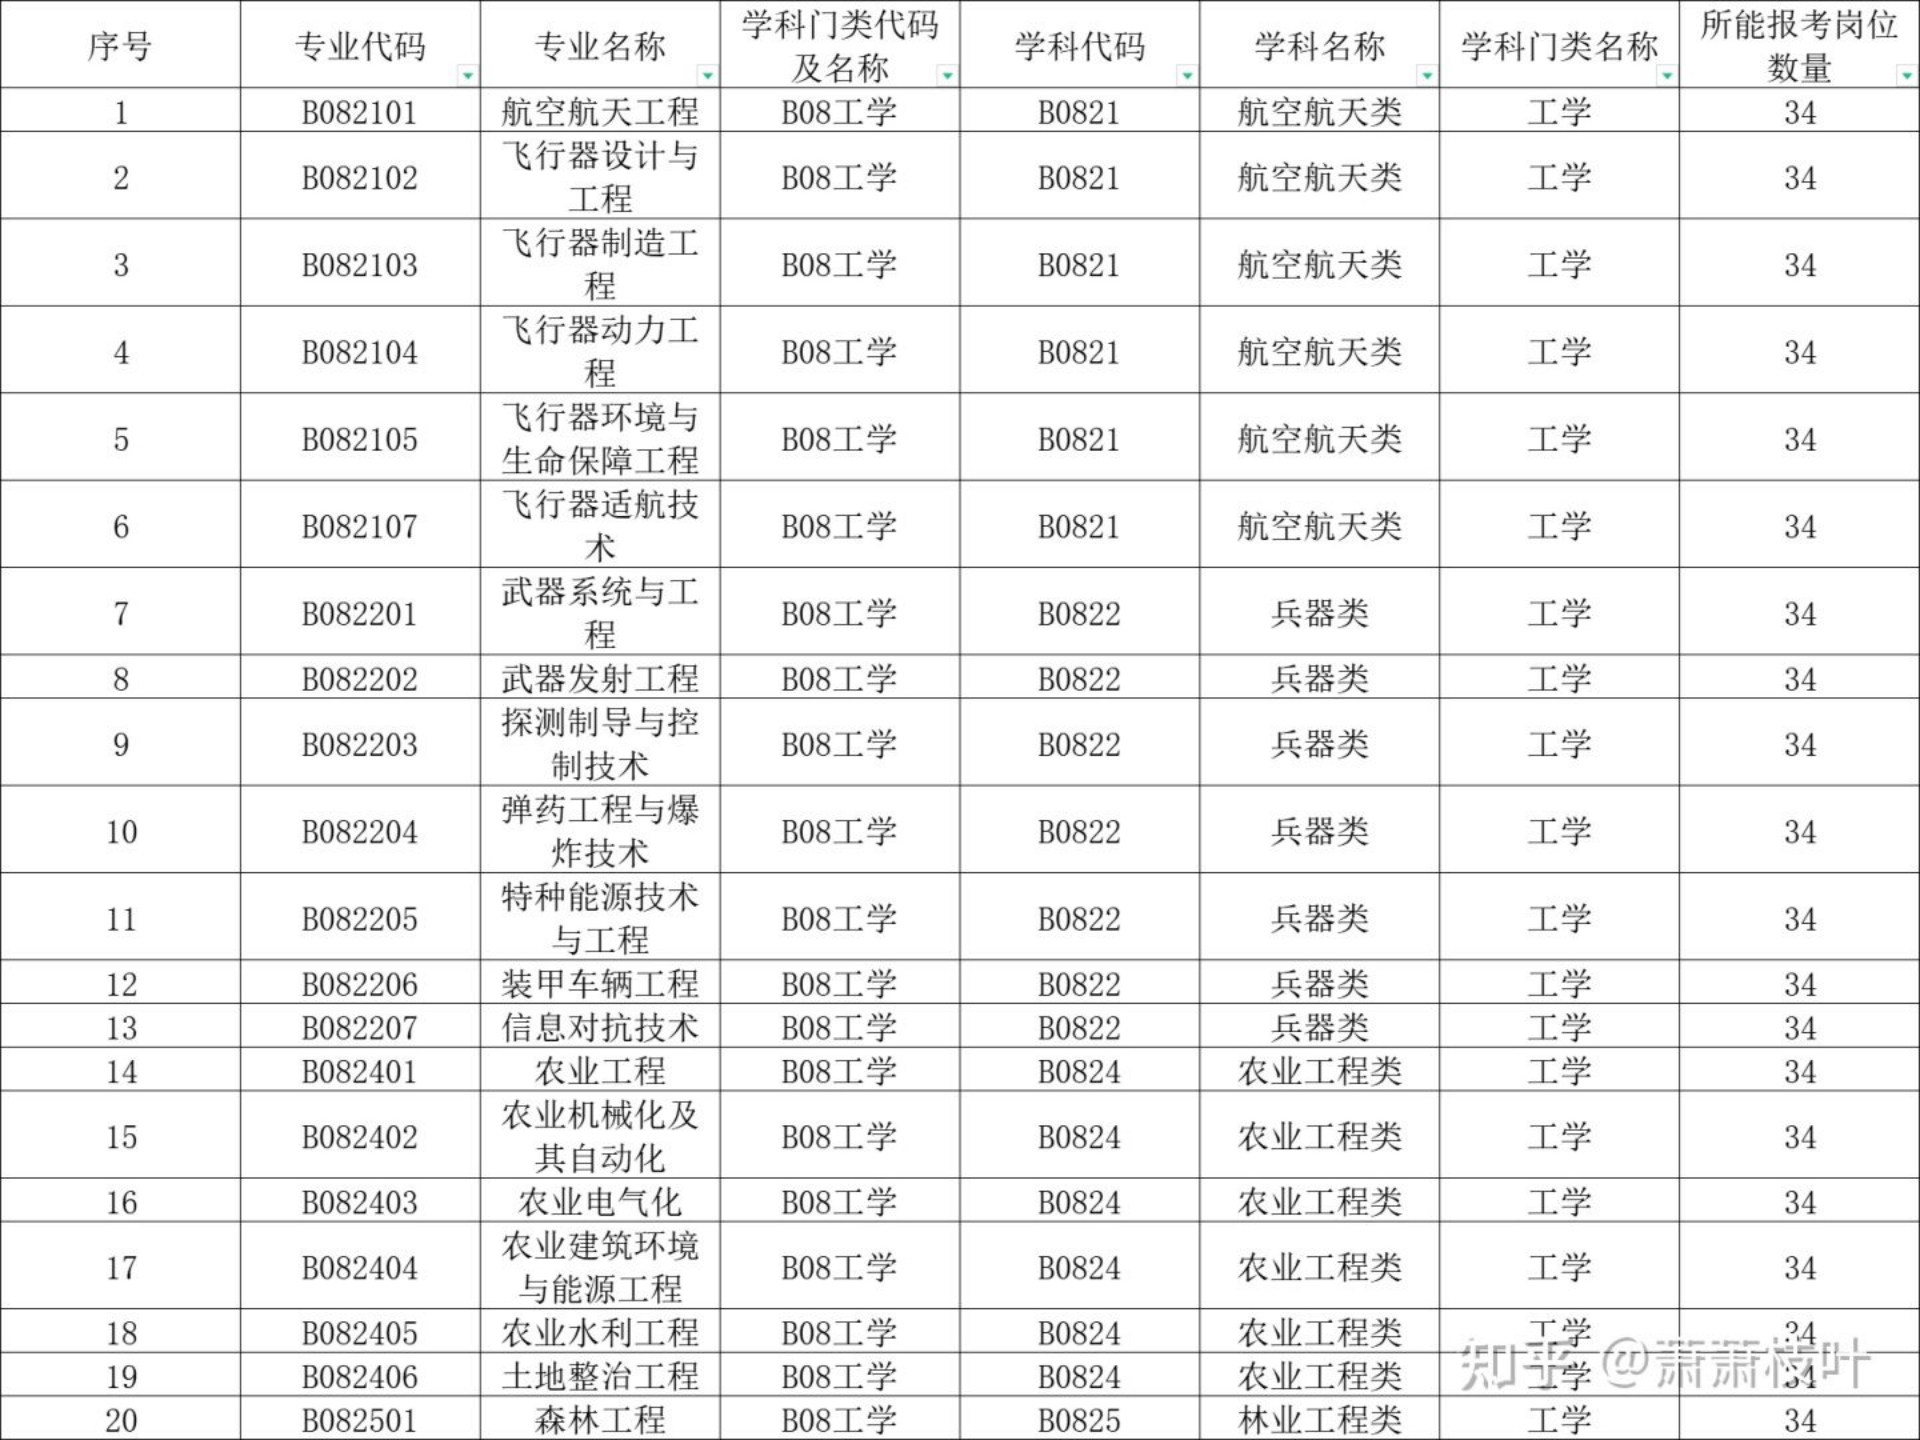 序号 专业代码 专业名称 学科门类代码及名称 学科代码 学科名称 学科门类名称 所能报考岗位数量
1 B082101 航空航天工程 B08工学 B0821 航空航天类 工学 34
2 B082102 飞行器设计与工程 B08工学 B0821 航空航天类 工学 34
3 B082103 飞行器制造工程 B08工学 B0821 航空航天类 工学 34
4 B082104 飞行器动力工程 B08工学 B0821 航空航天类 工学 34
5 B082105 飞行器环境与生命保障工程 B08工学 B0821 航空航天类 工学 34
6 B082107 飞行器适航技术 B08工学 B0821 航空航天类 工学 34
7 B082201 武器系统与工程 B08工学 B0822 兵器类 工学 34
8 B082202 武器发射工程 B08工学 B0822 兵器类 工学 34
9 B082203 探测制导与控制技术 B08工学 B0822 兵器类 工学 34
10 B082204 弹药工程与爆炸技术 B08工学 B0822 兵器类 工学 34
11 B082205 特种能源技术与工程 B08工学 B0822 兵器类 工学 34
12 B082206 装甲车辆工程 B08工学 B0822 兵器类 工学 34
13 B082207 信息对抗技术 B08工学 B0822 兵器类 工学 34
14 B082401 农业工程 B08工学 B0824 农业工程类 工学 34
15 B082402 农业机械化及其自动化 B08工学 B0824 农业工程类 工学 34
16 B082403 农业电气化 B08工学 B0824 农业工程类 工学 34
17 B082404 农业建筑环境与能源工程 B08工学 B0824 农业工程类 工学 34
18 B082405 农业水利工程 B08工学 B0824 农业工程类 工学 34
19 B082406 土地整治工程 B08工学 B0824 农业工程类 工学 34
20 B082501 森林工程 B08工学 B0825 林业工程类 工学 34
知乎 @萧萧枝叶